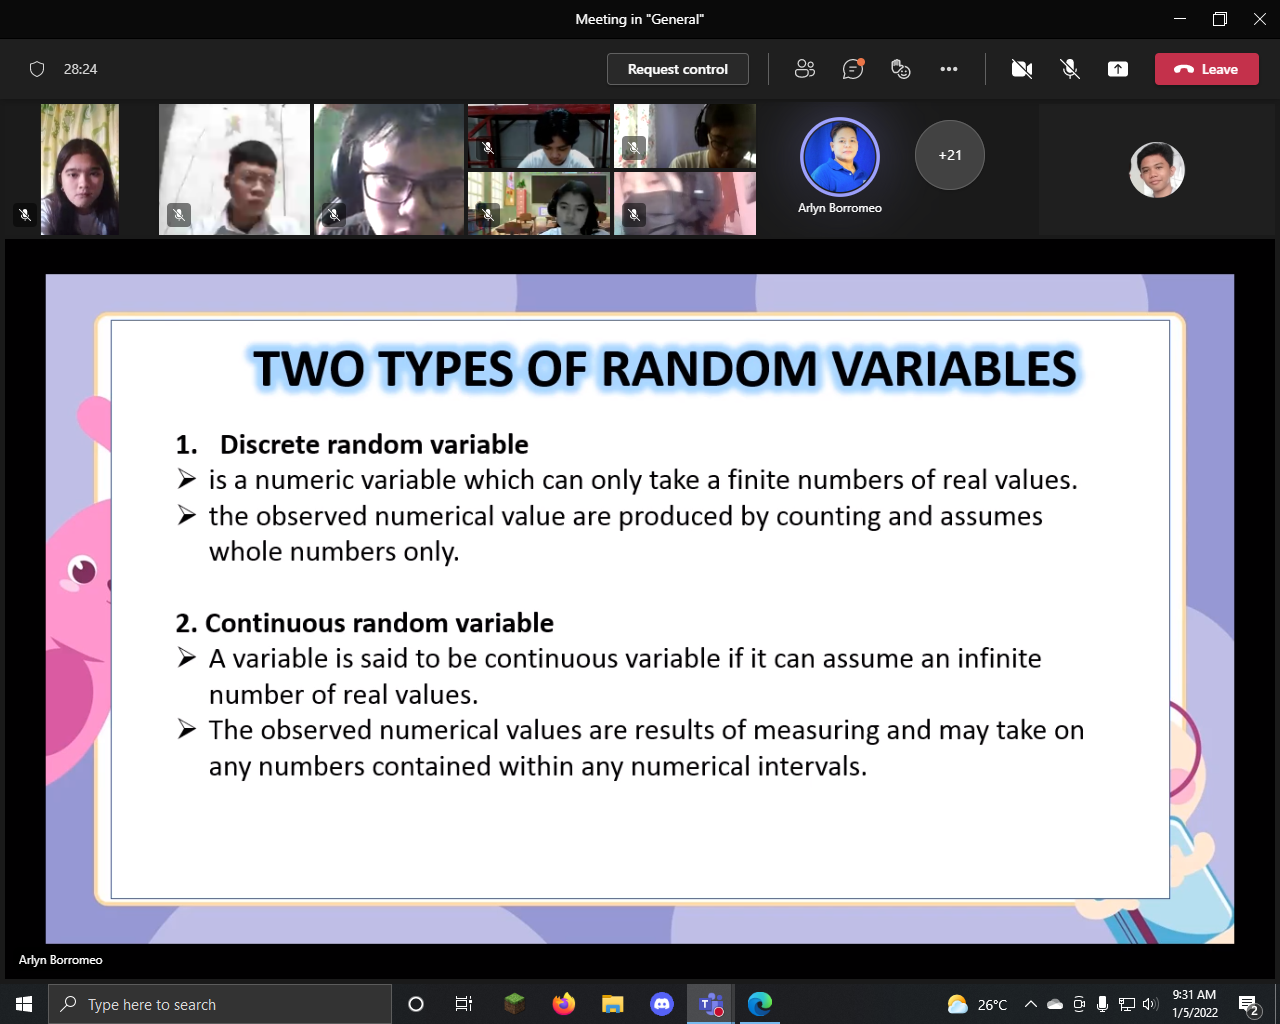 Meeting in "General"
28:24
Request control
Leave
+21
Arlyn Borromeo
TWO TYPES OF RANDOM VARIABLES
1. Discrete random variable
➢ is a numeric variable which can only take a finite numbers of real values.
➢ the observed numerical value are produced by counting and assumes
whole numbers only.
2. Continuous random variable
➢ A variable is said to be continuous variable if it can assume an infinite
number of real values.
➢ The observed numerical values are results of measuring and may take on
any numbers contained within any numerical intervals.
Arlyn Borromeo
Type here to search
T
26°C
9:31 AM
1/5/2022
2